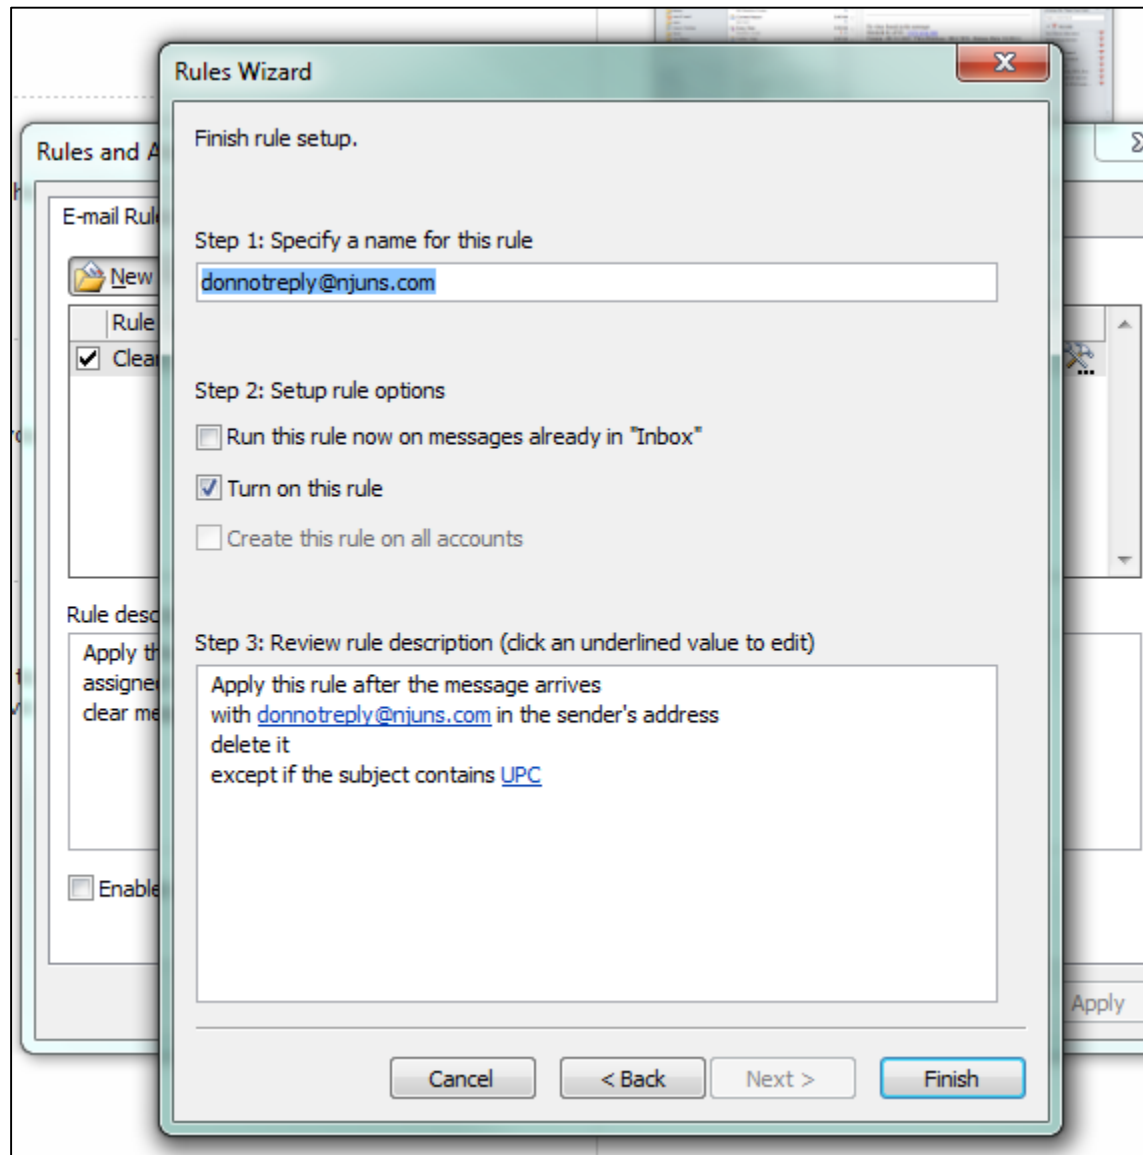 Rules Wizard
X
Finish rule setup.
Rules and A
E-mail Rul
Step 1: Specify a name for this rule
New
donnotreply@njuns.com
Rule
Clear
Step 2: Setup rule options
Run this rule now on messages already in "Inbox"
Turn on this rule
Create this rule on all accounts
Rule desc
Step 3: Review rule description (click an underlined value to edit)
Apply th
assigned
clear me
Apply this rule after the message arrives
with donnotreply@njuns.com in the sender's address
delete it
except if the subject contains UPC
Enable
Apply
Cancel
< Back
Next >
Finish